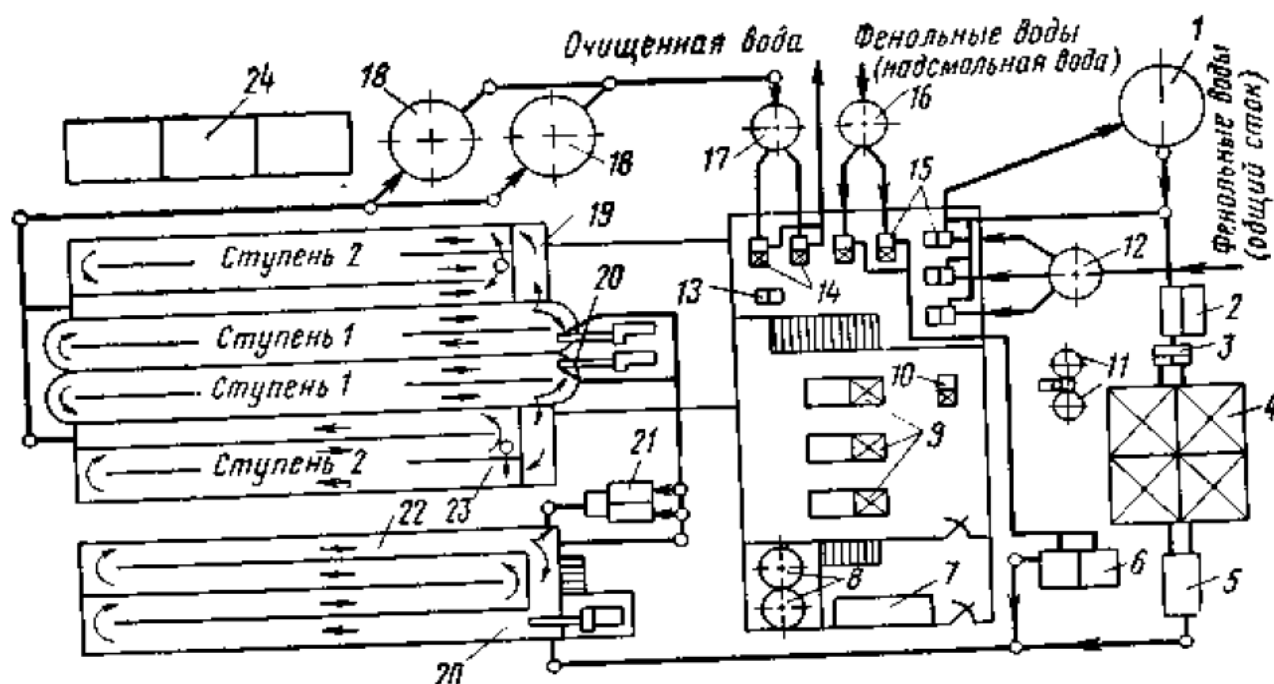 Очищенная вода
Фенольные воды
(надсмольная вода)
1
24
18
16
Фенольные воды
(общий сток)
17
18
15
19
12
Ступень 2
20
13
14
2
3
Ступень 1
11
10
4
Ступень 1
9
Ступень 2
21
22
23
6
8
7
5
20